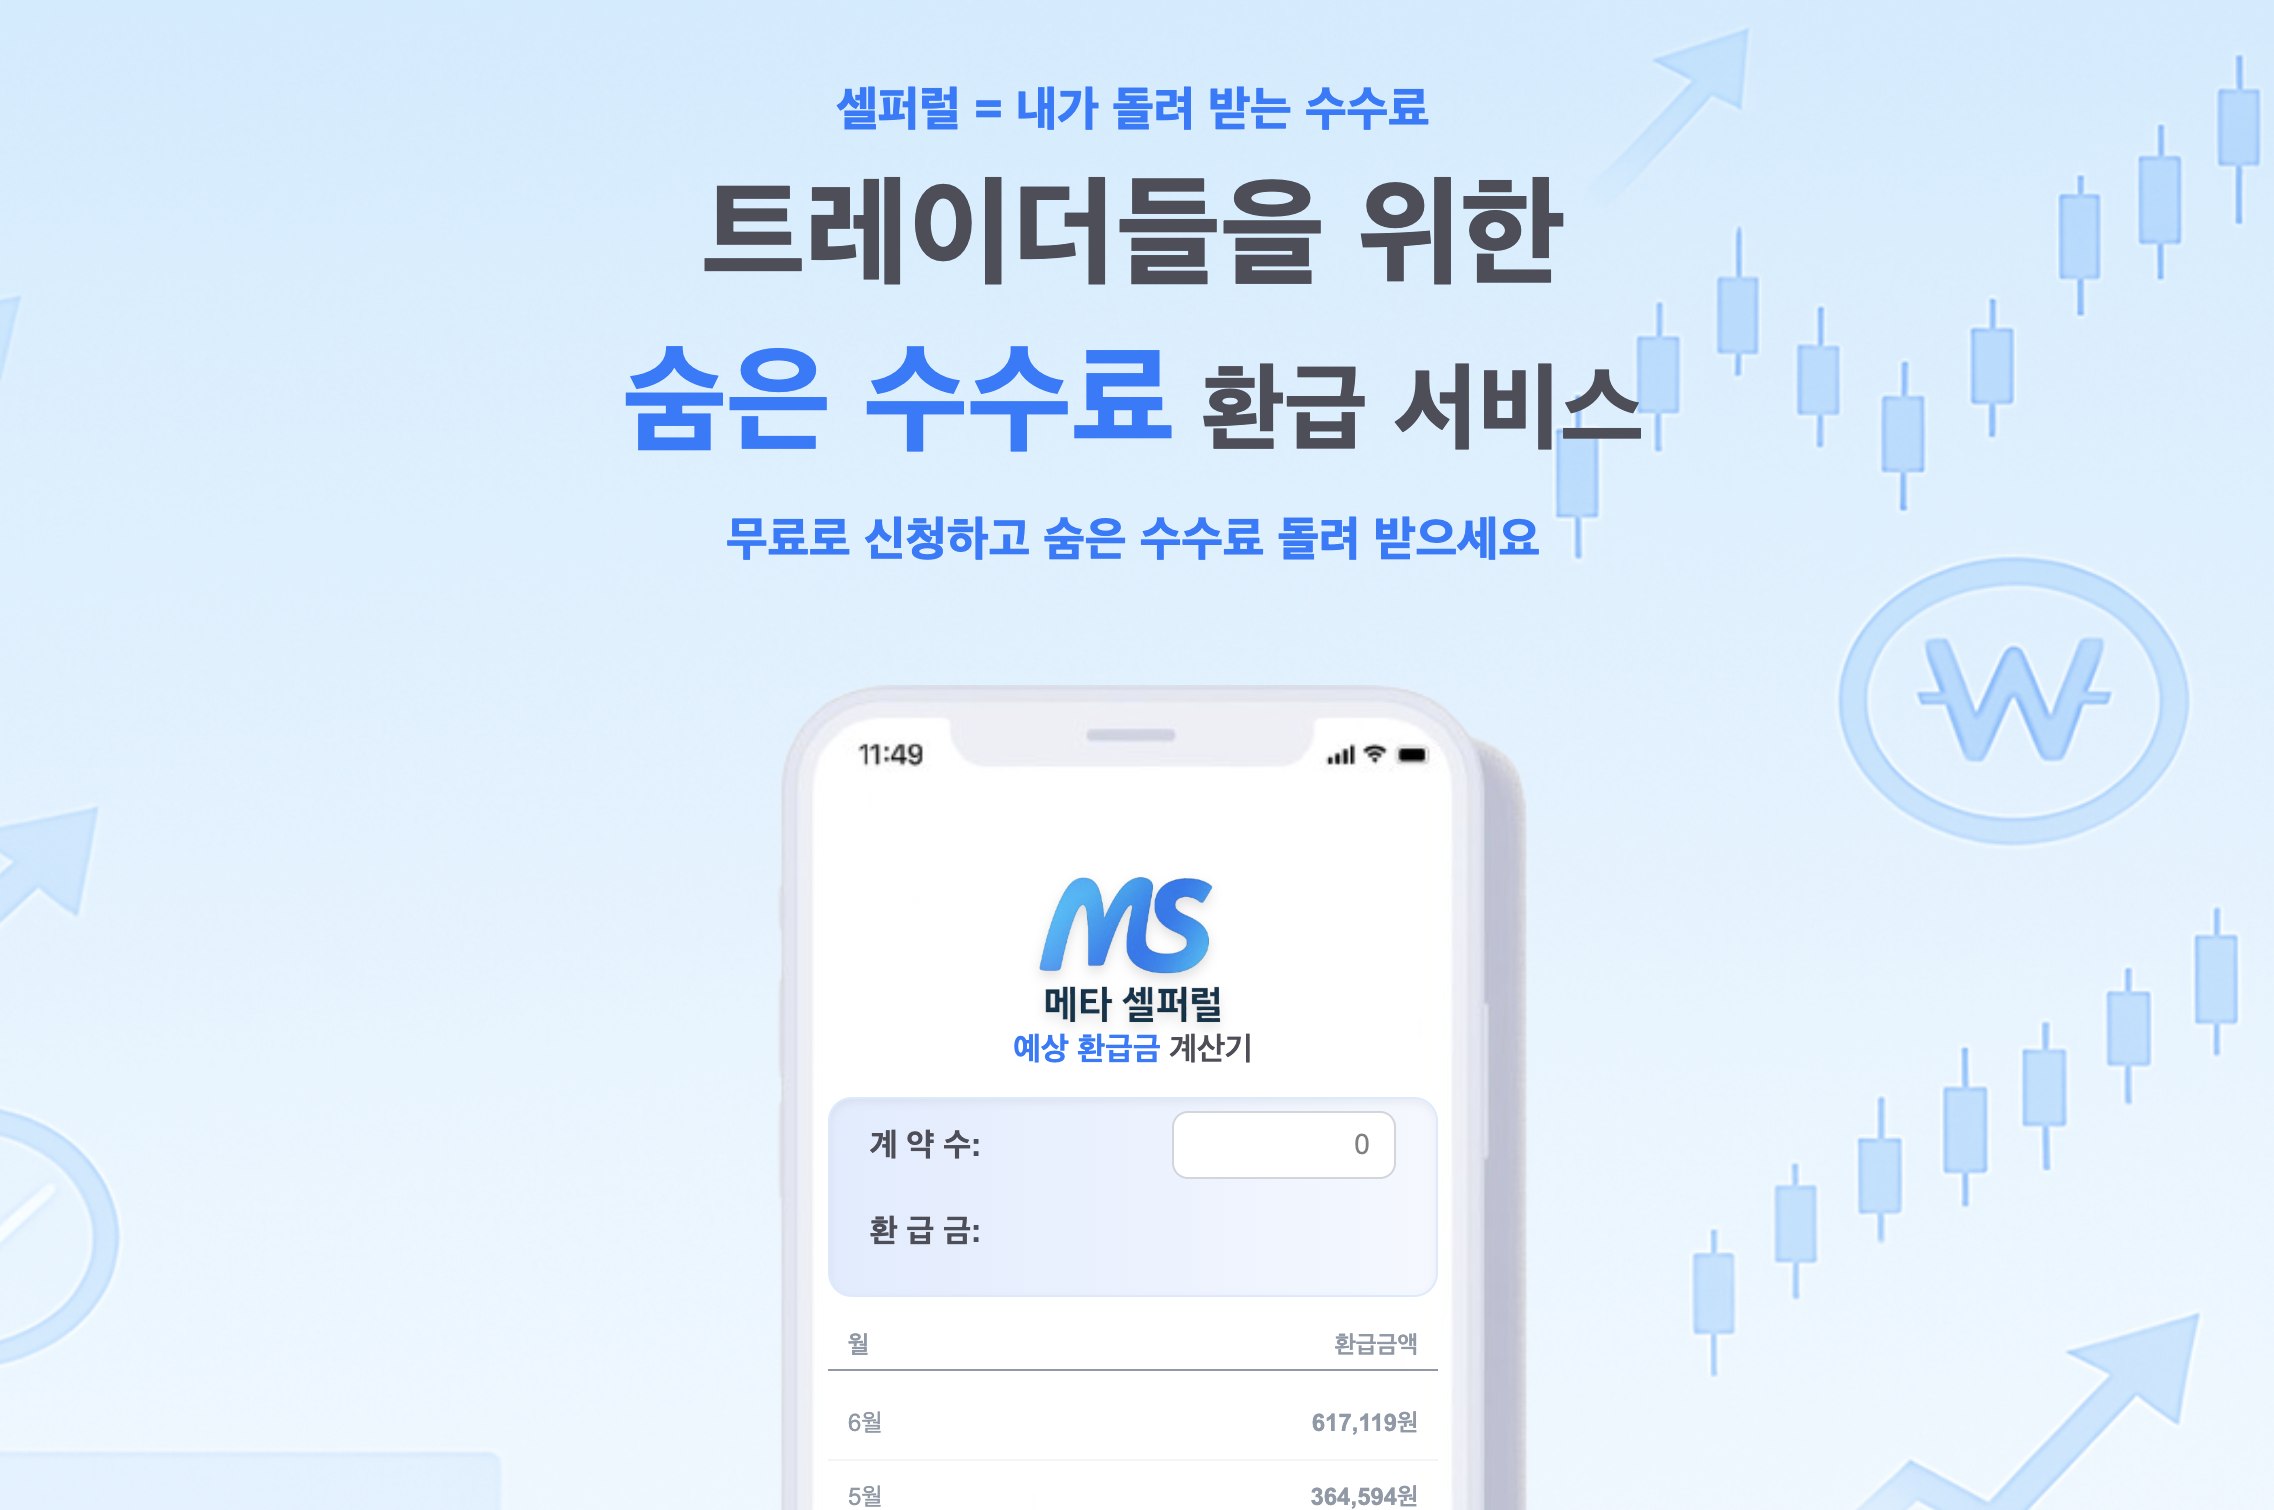 셀퍼럴 = 내가 돌려 받는 수수료
트레이더들을 위한
숨은 수수료 환급 서비스
무료로 신청하고 숨은 수수료 돌려 받으세요
11:49
MS
메타 셀퍼럴
예상 환급금 계산기
계 약 수: 0
환 급 금:
월 환급금액
6월 617,119원
5월 364,594원